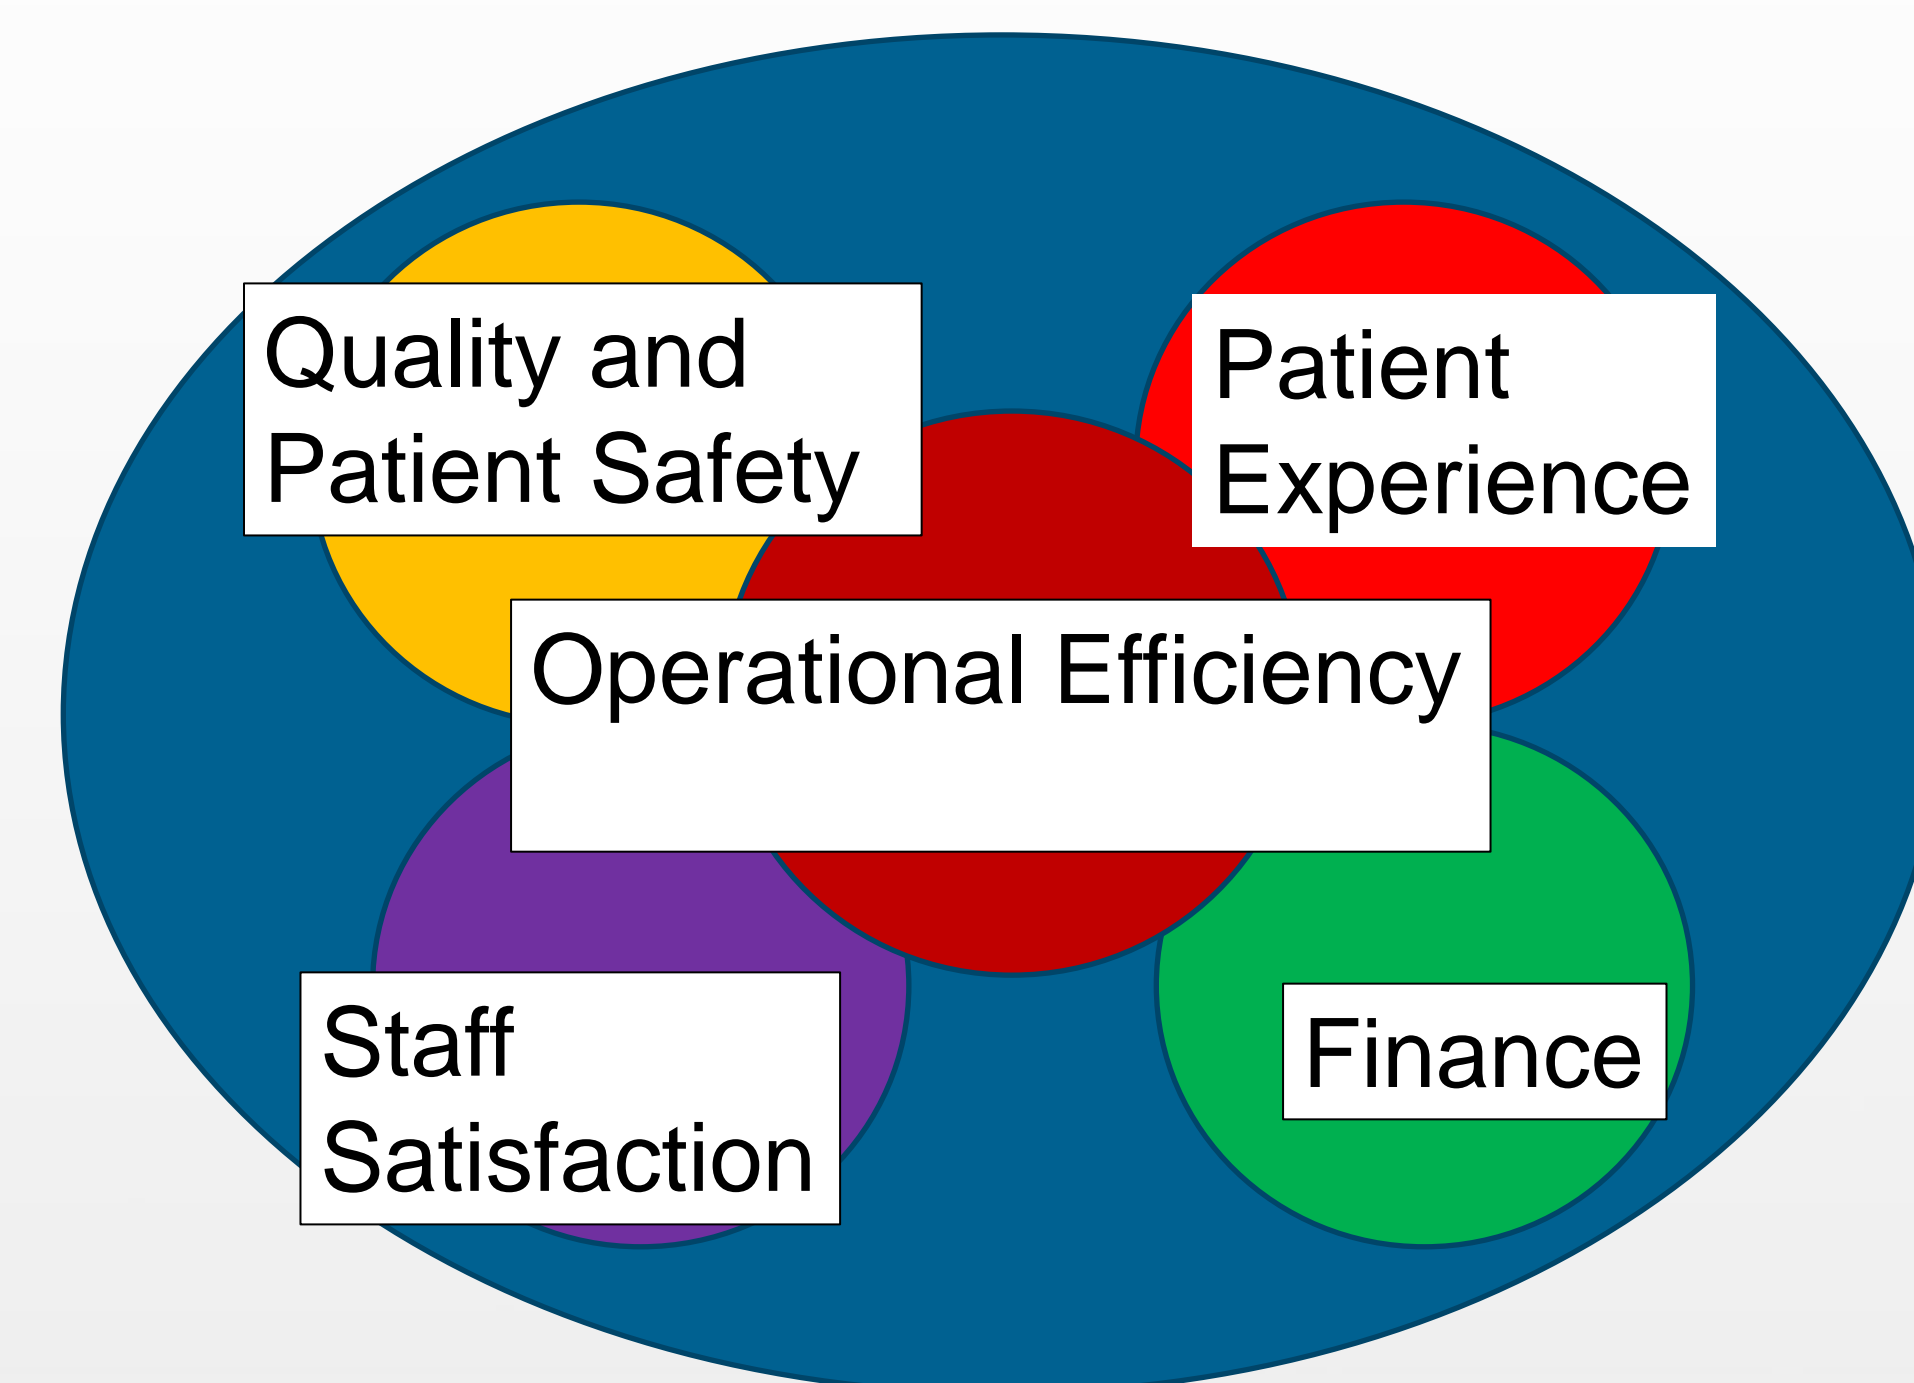 Quality and
Patient Safety
Patient
Experience
Operational Efficiency
Staff
Satisfaction
Finance